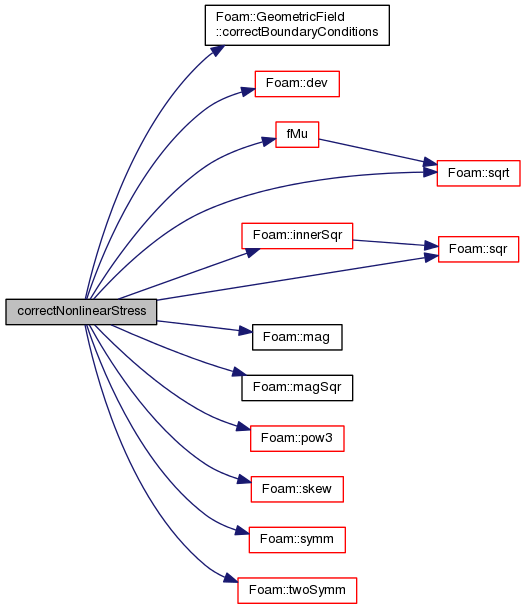 Foam::GeometricField
::correctBoundaryConditions
Foam::dev
fMu
Foam::sqrt
Foam::innerSqr
Foam::sqr
correctNonlinearStress
Foam::mag
Foam::magSqr
Foam::pow3
Foam::skew
Foam::symm
Foam::twoSymm